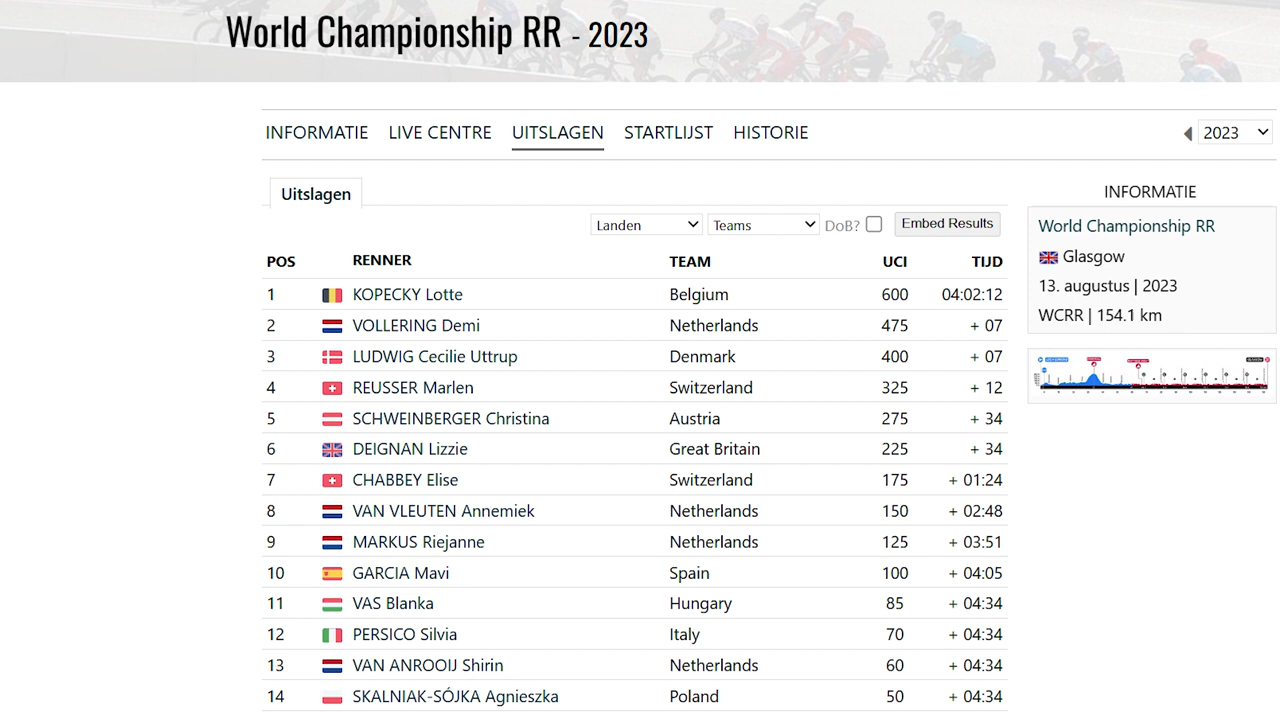 World Championship RR - 2023
INFORMATIE LIVE CENTRE UITSLAGEN STARTLIJST HISTORIE 2023
Uitslagen
Landen Teams DoB? Embed Results
POS RENNER TEAM UCI TIJD
1 KOPECKY Lotte Belgium 600 04:02:12
2 VOLLERING Demi Netherlands 475 + 07
3 LUDWIG Cecilie Uttrup Denmark 400 + 07
4 REUSSER Marlen Switzerland 325 + 12
5 SCHWEINBERGER Christina Austria 275 + 34
6 DEIGNAN Lizzie Great Britain 225 + 34
7 CHABBEY Elise Switzerland 175 + 01:24
8 VAN VLEUTEN Annemiek Netherlands 150 + 02:48
9 MARKUS Riejanne Netherlands 125 + 03:51
10 GARCIA Mavi Spain 100 + 04:05
11 VAS Blanka Hungary 85 + 04:34
12 PERSICO Silvia Italy 70 + 04:34
13 VAN ANROOIJ Shirin Netherlands 60 + 04:34
14 SKALNIAK-SÓJKA Agnieszka Poland 50 + 04:34
INFORMATIE
World Championship RR
Glasgow
13. augustus | 2023
WCRR | 154.1 km